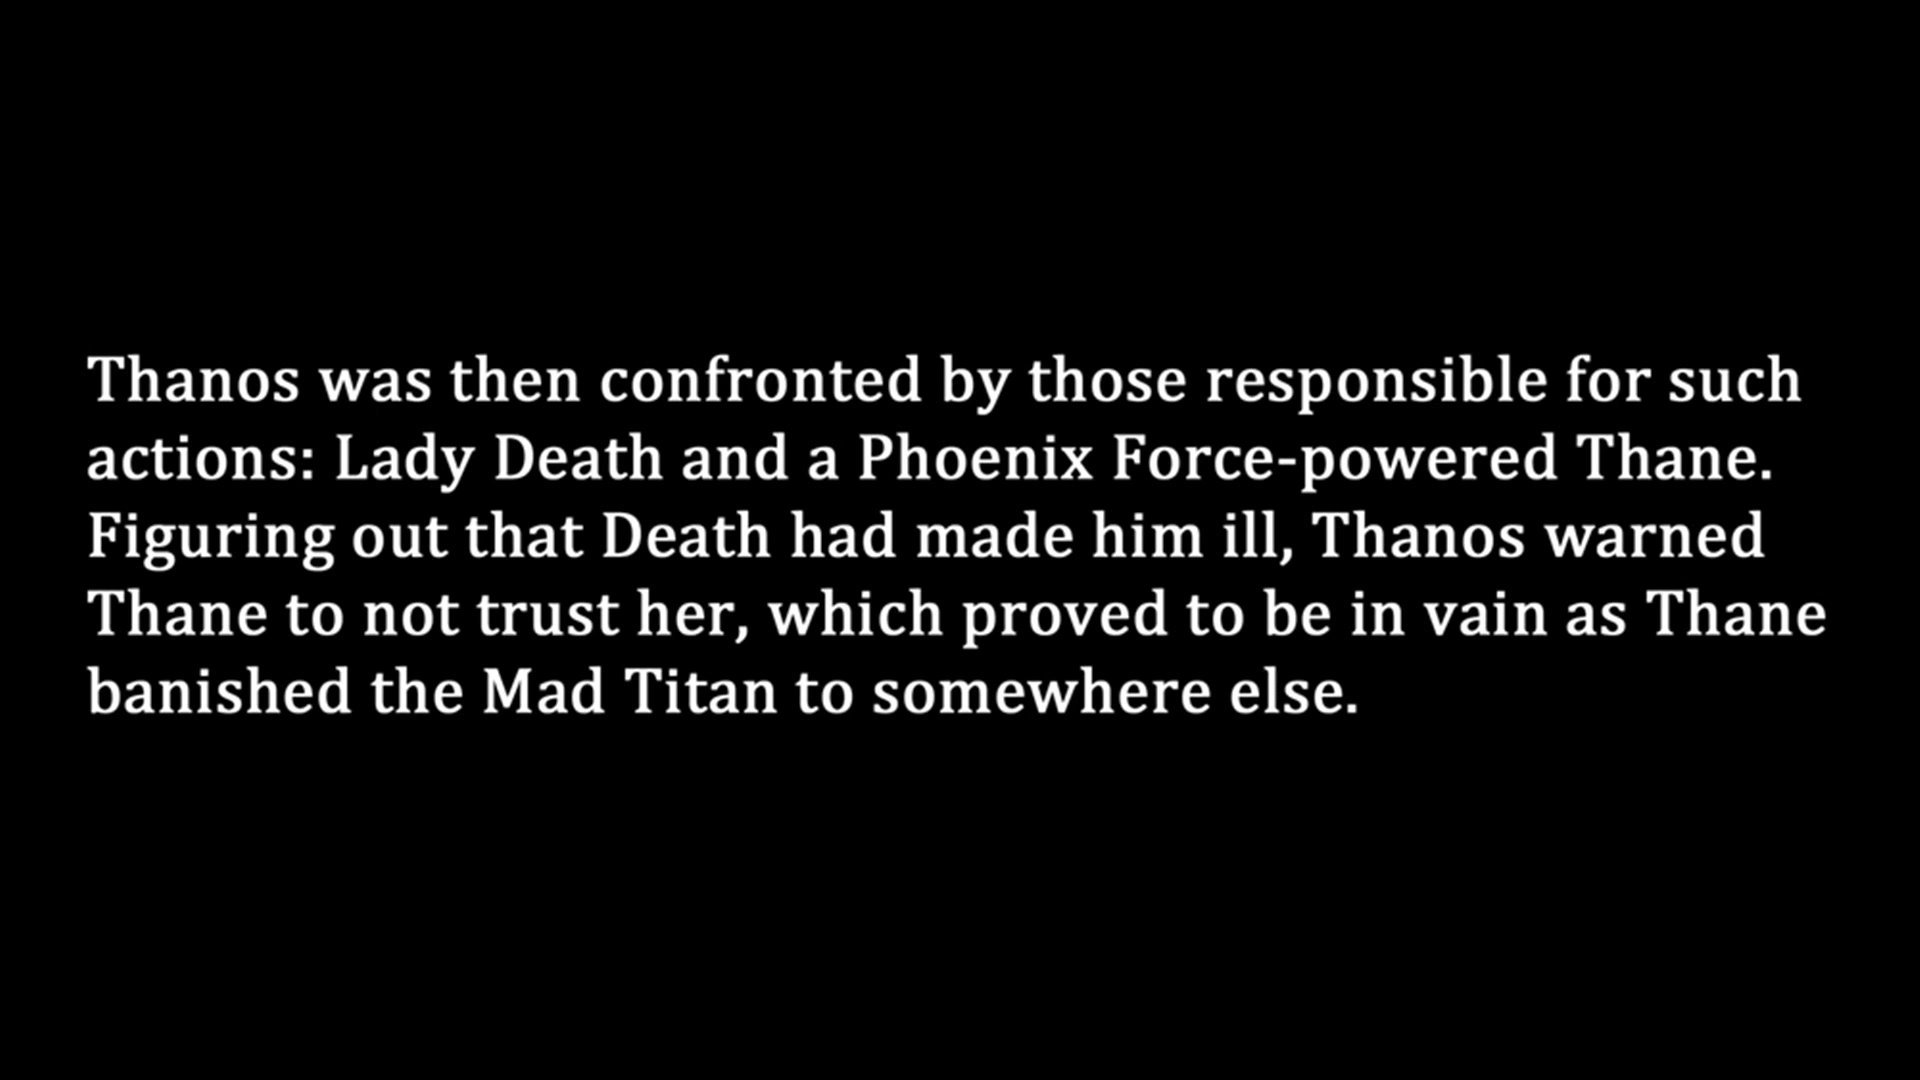 Thanos was then confronted by those responsible for such
actions: Lady Death and a Phoenix Force-powered Thane.
Figuring out that Death had made him ill, Thanos warned
Thane to not trust her, which proved to be in vain as Thane
banished the Mad Titan to somewhere else.